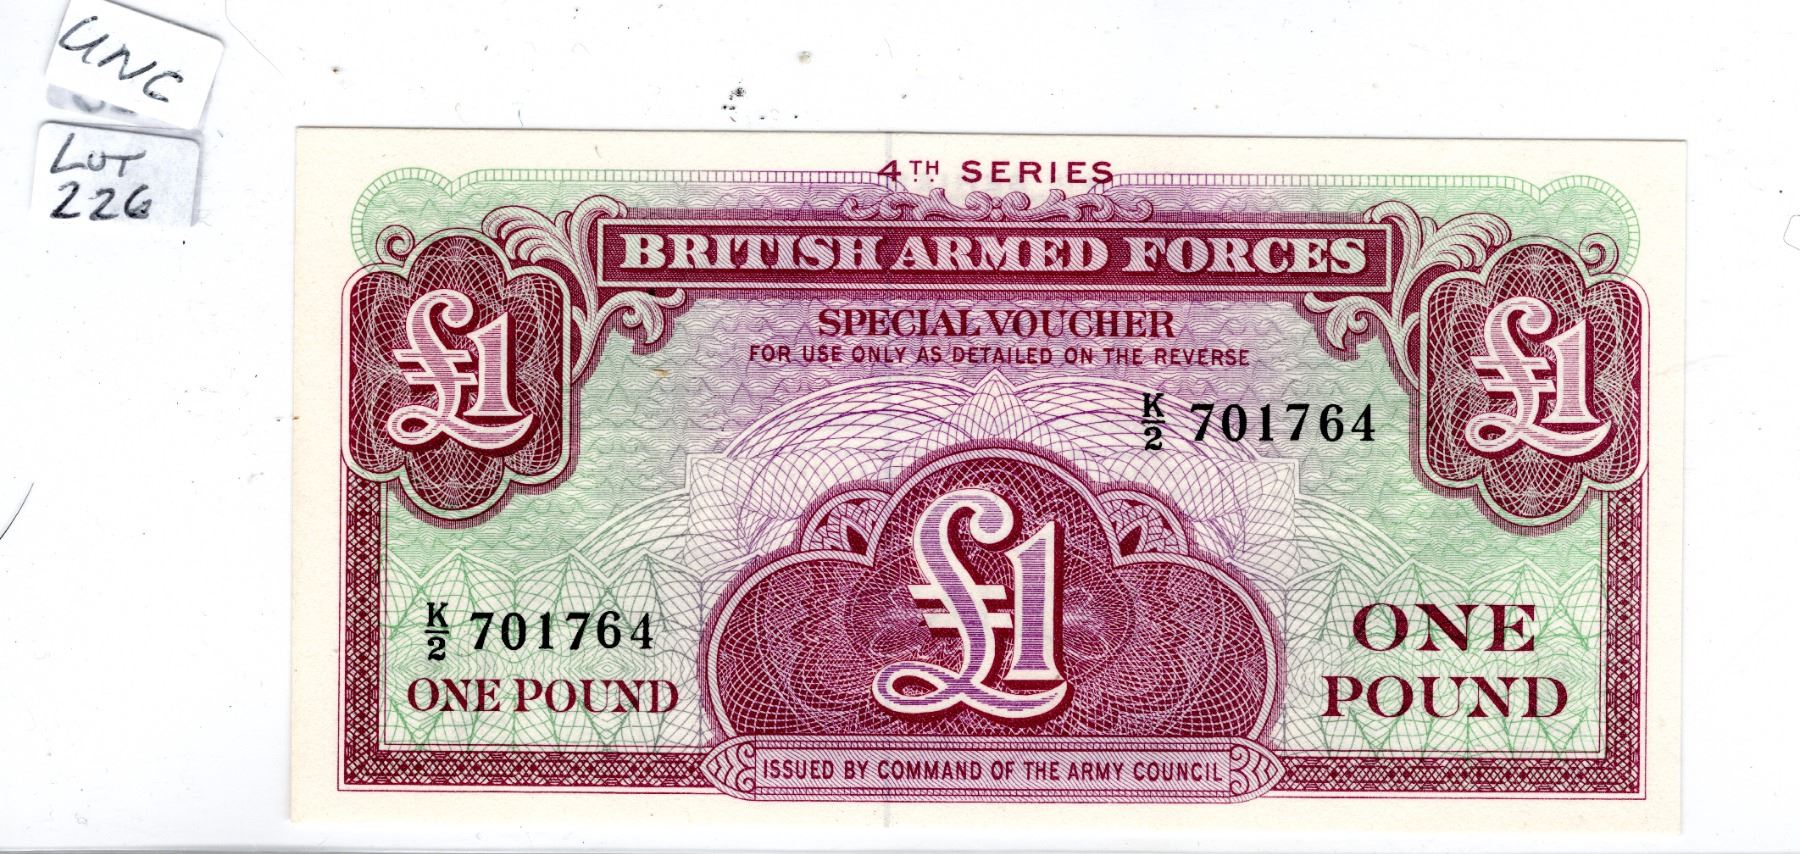 UNC
LOT
226
4TH SERIES
BRITISH ARMED FORCES
SPECIAL VOUCHER
FOR USE ONLY AS DETAILED ON THE REVERSE
£1
£1
K/2 701764
£1
K/2 701764
ONE POUND
ONE
POUND
ISSUED BY COMMAND OF THE ARMY COUNCIL